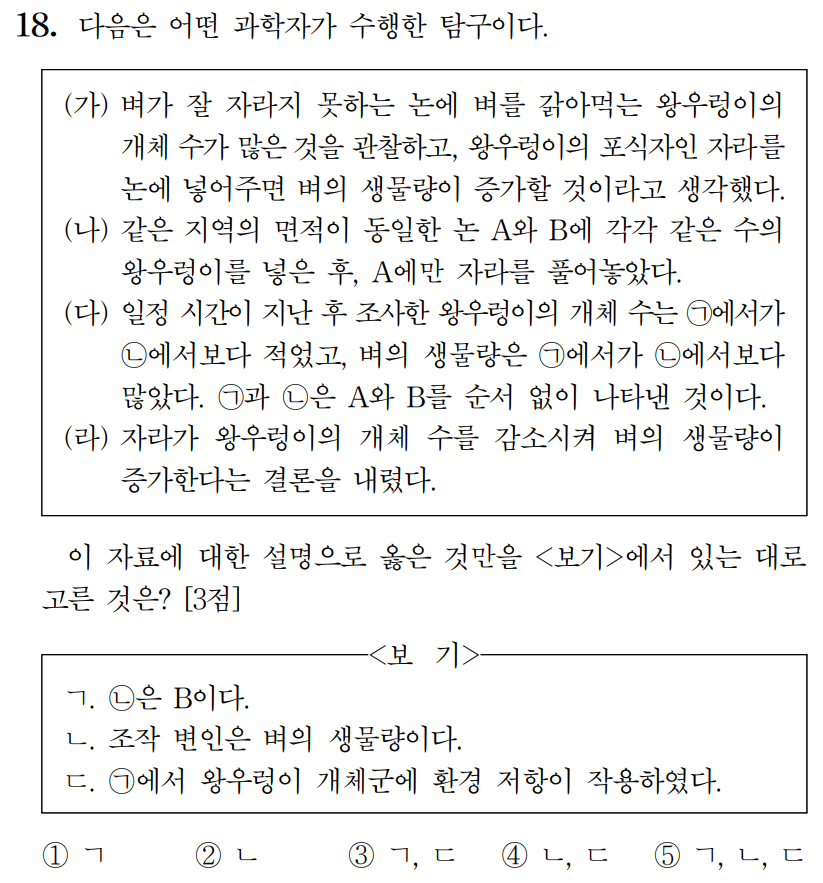 18. 다음은 어떤 과학자가 수행한 탐구이다.
(가) 벼가 잘 자라지 못하는 논에 벼를 갉아먹는 왕우렁이의
개체 수가 많은 것을 관찰하고, 왕우렁이의 포식자인 자라를
논에 넣어주면 벼의 생물량이 증가할 것이라고 생각했다.
(나) 같은 지역의 면적이 동일한 논 A와 B에 각각 같은 수의
왕우렁이를 넣은 후, A에만 자라를 풀어놓았다.
(다) 일정 시간이 지난 후 조사한 왕우렁이의 개체 수는 ㉠에서가
㉡에서보다 적었고, 벼의 생물량은 ㉠에서가 ㉡에서보다
많았다. ㉠과 ㉡은 A와 B를 순서 없이 나타낸 것이다.
(라) 자라가 왕우렁이의 개체 수를 감소시켜 벼의 생물량이
증가한다는 결론을 내렸다.
이 자료에 대한 설명으로 옳은 것만을 <보기>에서 있는 대로
고른 것은? [3점]
<보 기>
ㄱ. ㉡은 B이다.
ㄴ. 조작 변인은 벼의 생물량이다.
ㄷ. ㉠에서 왕우렁이 개체군에 환경 저항이 작용하였다.
① ㄱ ② ㄴ ③ ㄱ, ㄷ ④ ㄴ, ㄷ ⑤ ㄱ, ㄴ, ㄷ